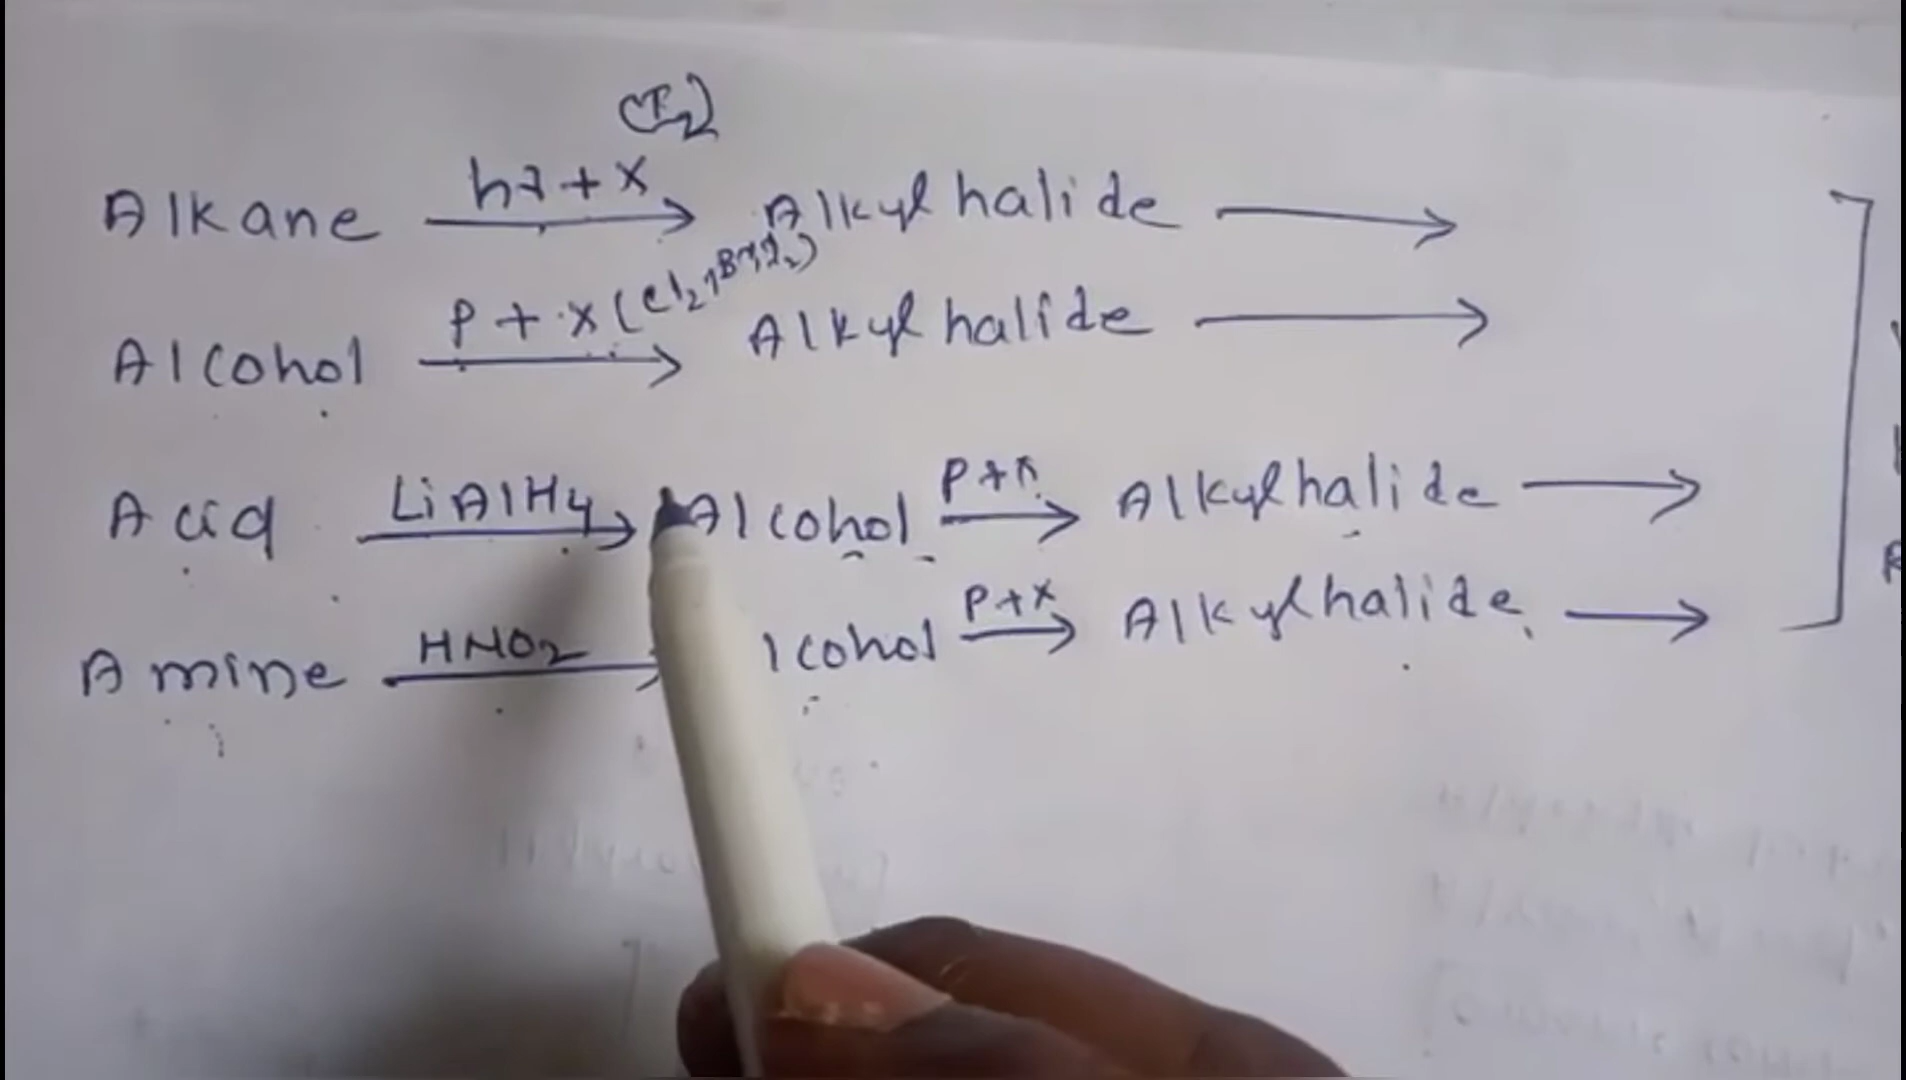 Alkane hν + X → Alkyl halide →
Alcohol P + X (Cl2, Br2, I2) → Alkyl halide →
Acid LiAlH4 → Alcohol P+X → Alkyl halide →
Amine HNO2 → lcohol P+X → Alkyl halide →